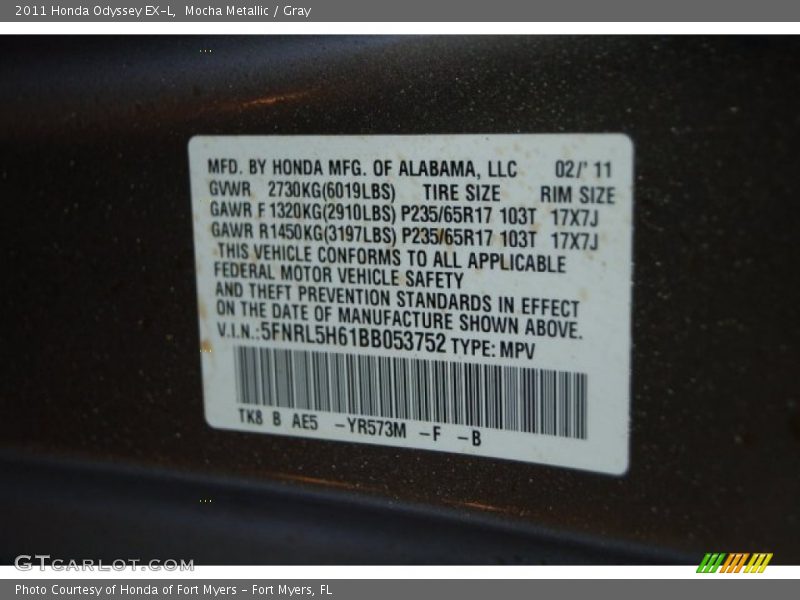 2011 Honda Odyssey EX-L,  Mocha Metallic / Gray
MFD. BY HONDA MFG. OF ALABAMA, LLC 02/' 11
GVWR 2730KG(6019LBS) TIRE SIZE RIM SIZE
GAWR F 1320KG(2910LBS) P235/65R17 103T 17X7J
GAWR R1450KG(3197LBS) P235/65R17 103T 17X7J
THIS VEHICLE CONFORMS TO ALL APPLICABLE
FEDERAL MOTOR VEHICLE SAFETY
AND THEFT PREVENTION STANDARDS IN EFFECT
ON THE DATE OF MANUFACTURE SHOWN ABOVE.
V.I.N.:5FNRL5H61BB053752 TYPE: MPV
TK8 B AE5 -YR573M -F -B
GTcarlot.com
Photo Courtesy of Honda of Fort Myers - Fort Myers, FL